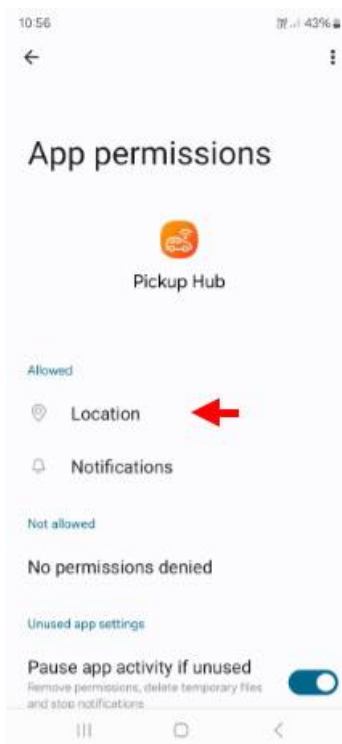 10:56
43%
App permissions
Pickup Hub
Allowed
Location
Notifications
Not allowed
No permissions denied
Unused app settings
Pause app activity if unused
Remove permissions, delete temporary files
and stop notifications